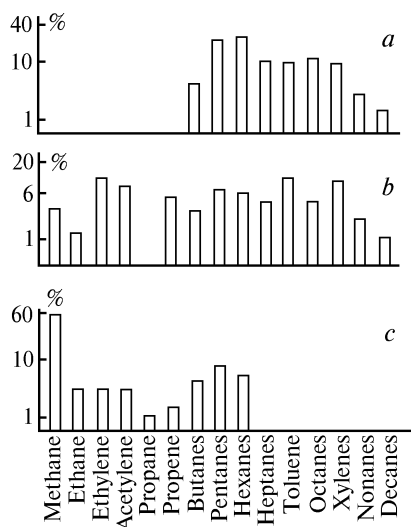 %
40
a
10
1
%
20
b
6
1
%
60
c
10
1
Methane
Ethane
Ethylene
Acetylene
Propane
Propene
Butanes
Pentanes
Hexanes
Heptanes
Toluene
Octanes
Xylenes
Nonanes
Decanes